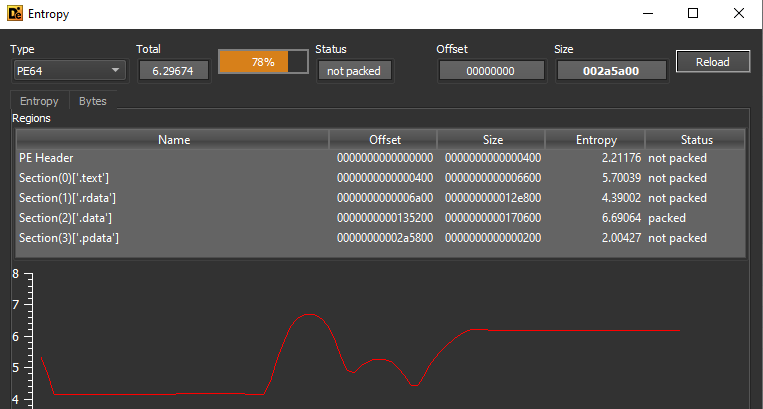 De Entropy
Type Total Status Offset Size
PE64 6.29674 78% not packed 00000000 002a5a00 Reload
Entropy Bytes
Regions
Name Offset Size Entropy Status
PE Header 0000000000000000 0000000000000400 2.21176 not packed
Section(0)['.text'] 0000000000000400 0000000000006600 5.70039 not packed
Section(1)['.rdata'] 0000000000006a00 000000000012e800 4.39002 not packed
Section(2)['.data'] 0000000000135200 0000000000170600 6.69064 packed
Section(3)['.pdata'] 00000000002a5800 0000000000000200 2.00427 not packed
8
7
6
5
4